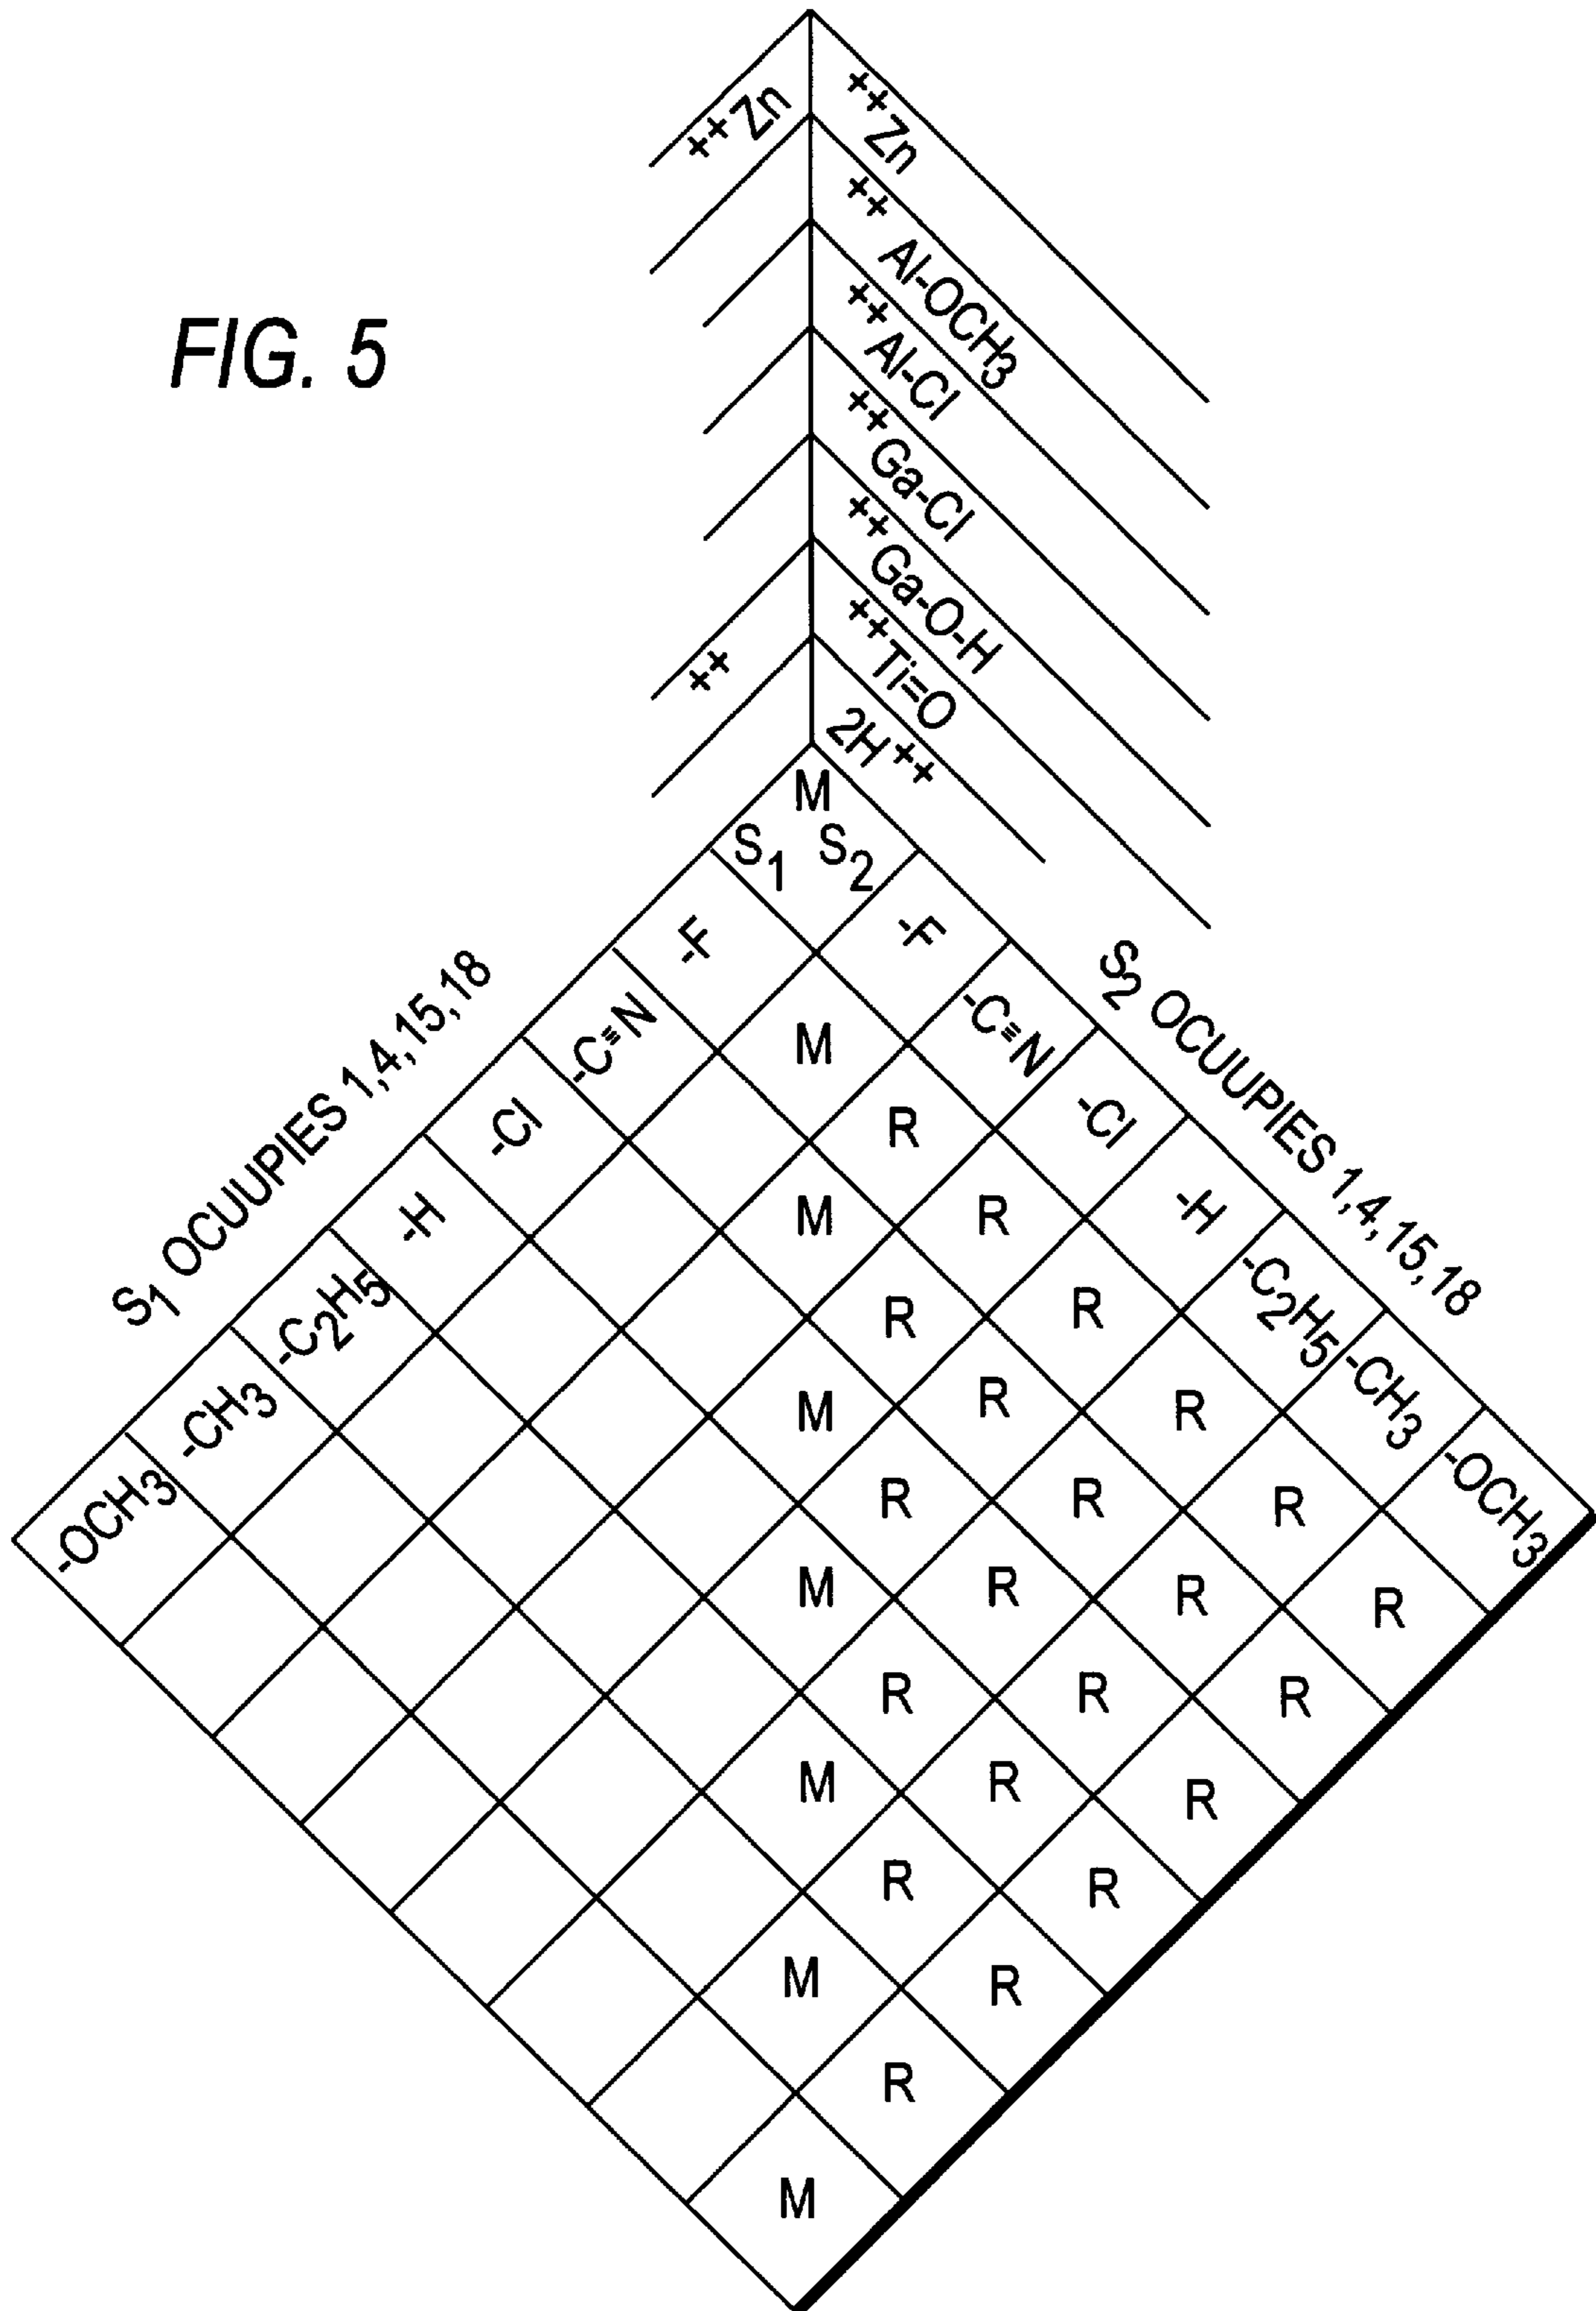 FIG. 5
++Zn
++Zn
++ Al-OCH3
++Al-Cl
++Ga-Cl
++Ga-O-H
++Ti=O
++
2H++
M
S1 S2
S1 OCUUPIES 1,4,15,18
S2 OCUUPIES 1,4,15,18
-F
-C≡N
-Cl
-H
-C2H5
-CH3
-OCH3
-F
-C≡N
-Cl
-H
-C2H5
-CH3
-OCH3
M
R
M R
R R
M R R
R R R
M R R R
R R R
M R R
R R
M R
R
M